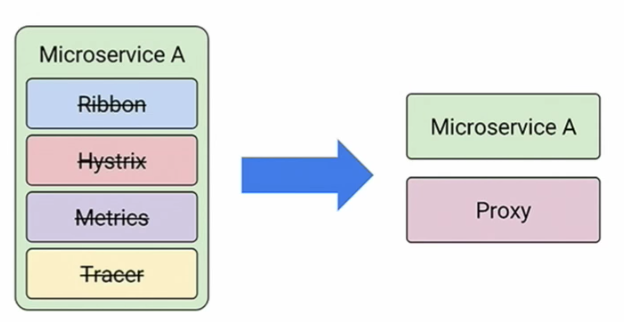 Microservice A
Ribbon
Hystrix
Metrics
Tracer
Microservice A
Proxy